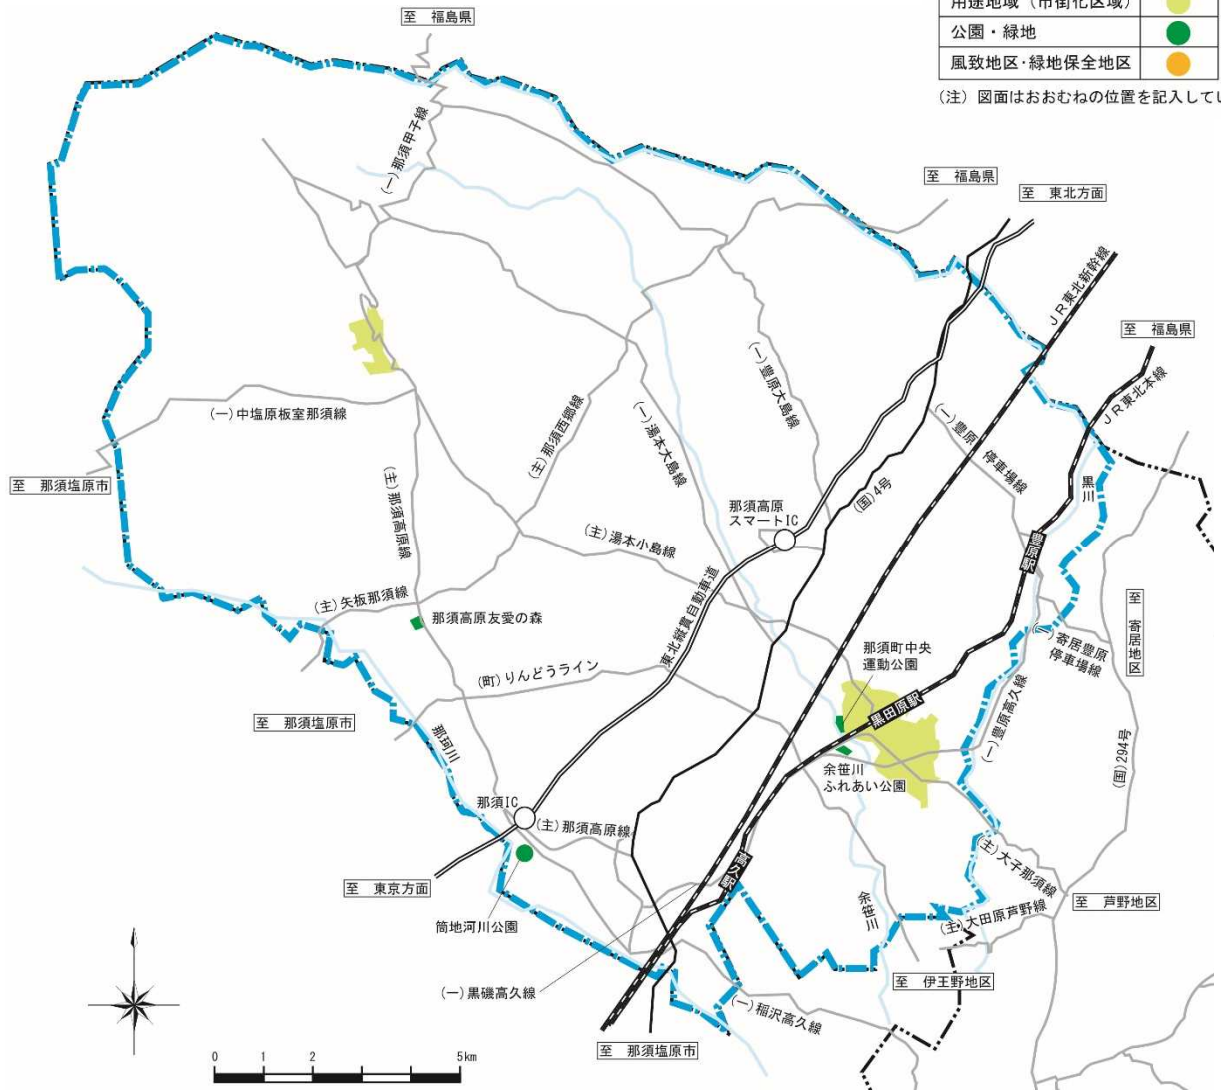 用途地域（市街化区域）
公園・緑地
風致地区・緑地保全地区
(注) 図面はおおむねの位置を記入してい
至　福島県
(一)那須甲子線
至　福島県
至　東北方面
ＪＲ東北新幹線
至　福島県
ＪＲ東北本線
(一)中塩原板室那須線
(主)那須西郷線
(一)湯本大島線
(一)豊原大島線
(一)豊原
停車場線
黒川
至　那須塩原市
(主)那須高原線
(国)4号
那須高原
スマートIC
(主)湯本小島線
豊原駅
(主)矢板那須線
那須高原友愛の森
東北縦貫自動車道
至　寄居地区
(一)寄居豊原
停車場線
那須町中央
運動公園
(町)りんどうライン
黒田原駅
(一)豊原高久線
至　那須塩原市
那珂川
(国)294号
余笹川
ふれあい公園
那須IC
(主)那須高原線
高久駅
(主)大子那須線
至　東京方面
余笹川
至　芦野地区
(主)大田原芦野線
筒地河川公園
至　伊王野地区
(一)黒磯高久線
(一)稲沢高久線
至　那須塩原市
0 1 2 5km